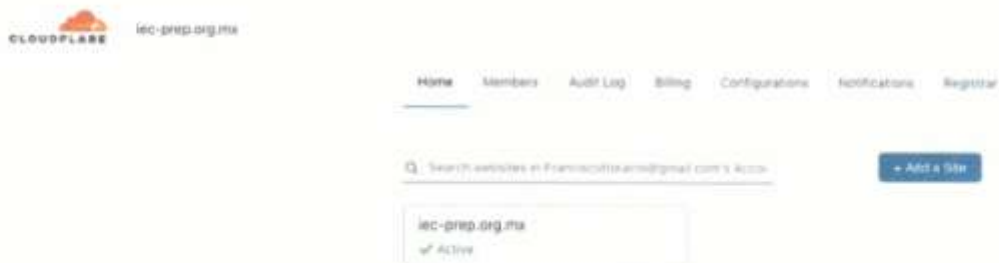 CLOUDFLARE
iec-prep.org.mx
Home Members Audit Log Billing Configurations Notifications Registrar
Search websites in
+ Add a Site
iec-prep.org.mx
Active